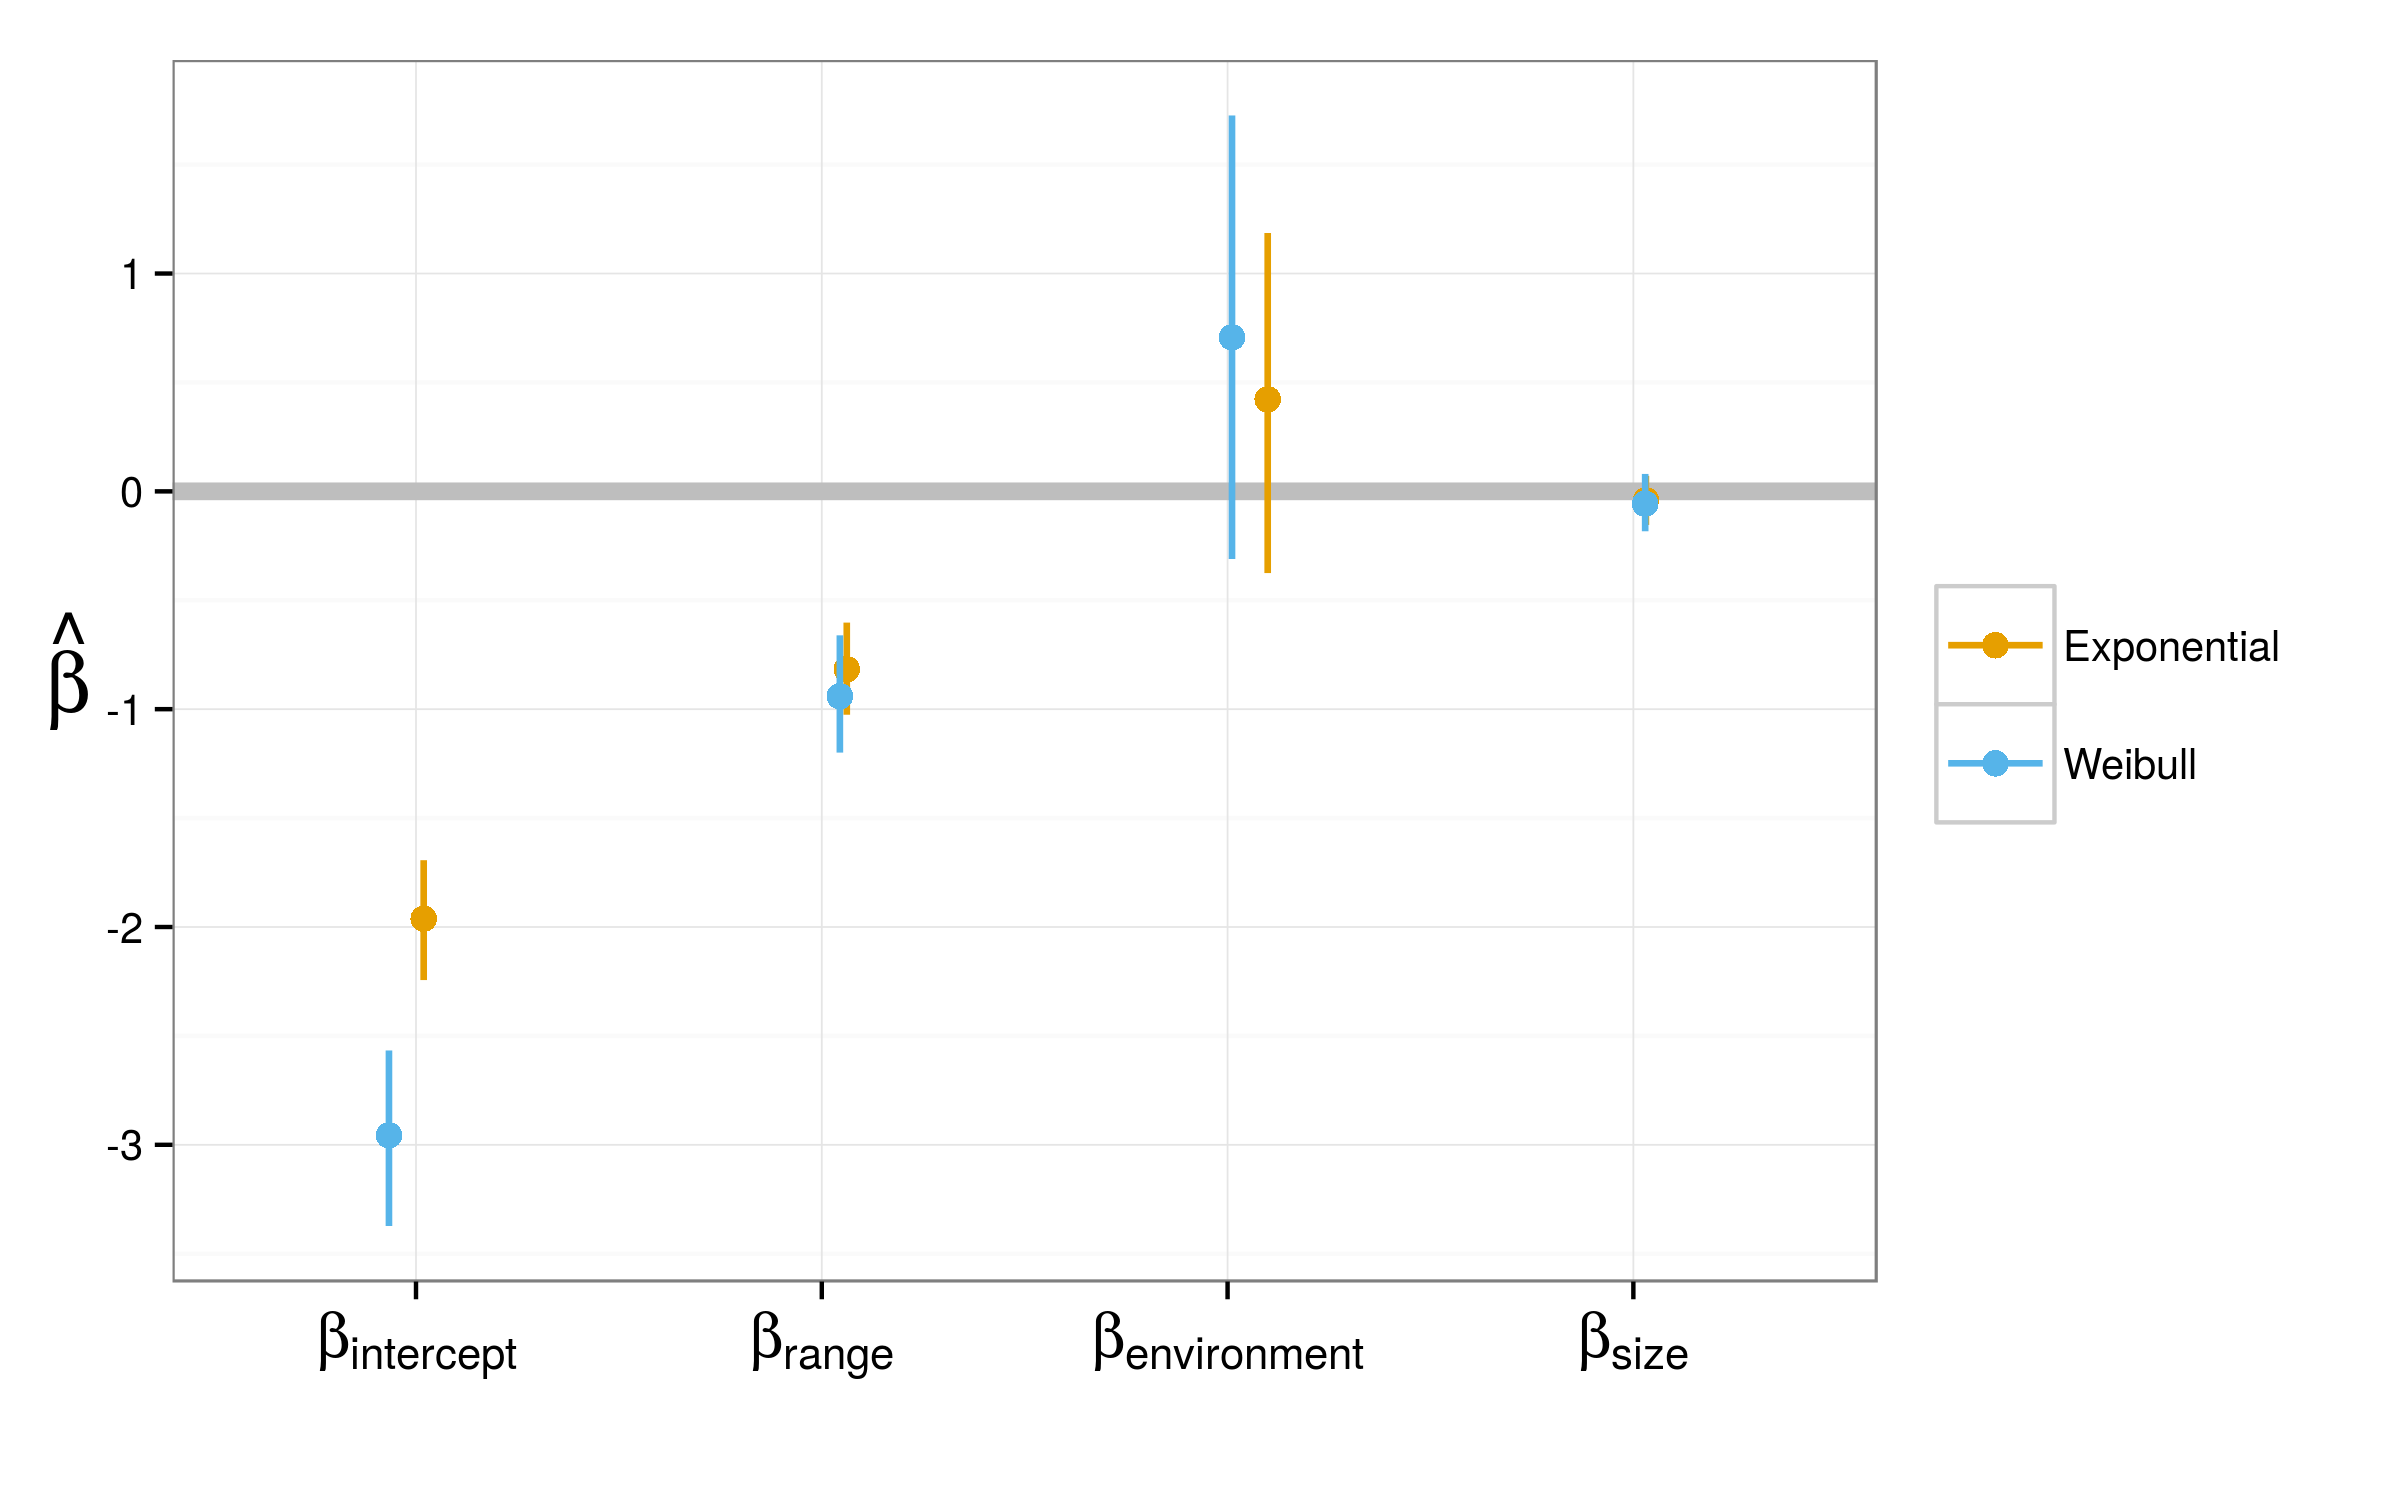 β̂
1
0
-1
-2
-3
βintercept
βrange
βenvironment
βsize
Exponential
Weibull